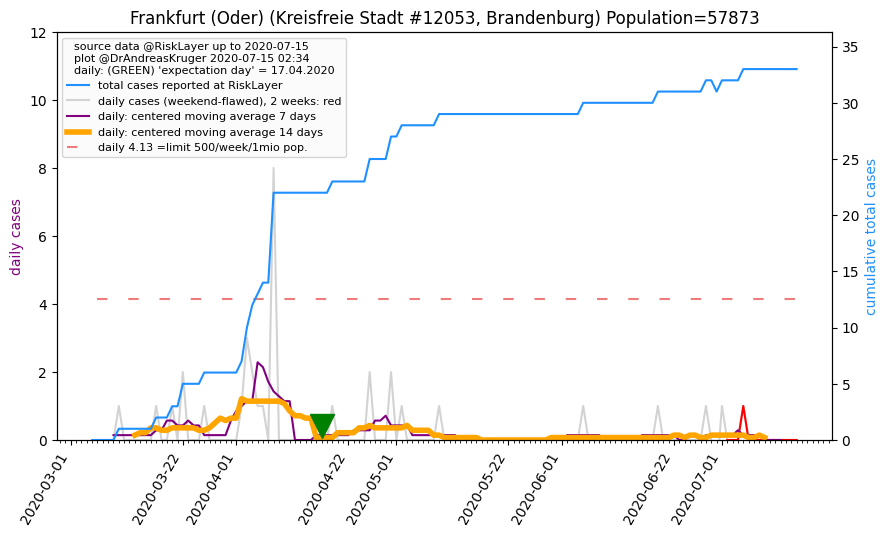 Frankfurt (Oder) (Kreisfreie Stadt #12053, Brandenburg) Population=57873
source data @RiskLayer up to 2020-07-15
plot @DrAndreasKruger 2020-07-15 02:34
daily: (GREEN) 'expectation day' = 17.04.2020
total cases reported at RiskLayer
daily cases (weekend-flawed), 2 weeks: red
daily: centered moving average 7 days
daily: centered moving average 14 days
daily 4.13 =limit 500/week/1mio pop.
daily cases
12
10
8
6
4
2
0
cumulative total cases
35
30
25
20
15
10
5
0
2020-03-01
2020-03-22
2020-04-01
2020-04-22
2020-05-01
2020-05-22
2020-06-01
2020-06-22
2020-07-01